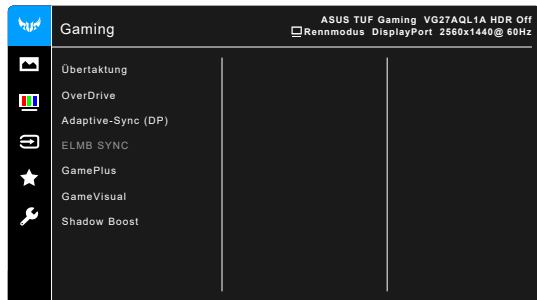 Gaming
ASUS TUF Gaming VG27AQL1A HDR Off
Rennmodus DisplayPort 2560x1440@ 60Hz
Übertaktung
OverDrive
Adaptive-Sync (DP)
ELMB SYNC
GamePlus
GameVisual
Shadow Boost